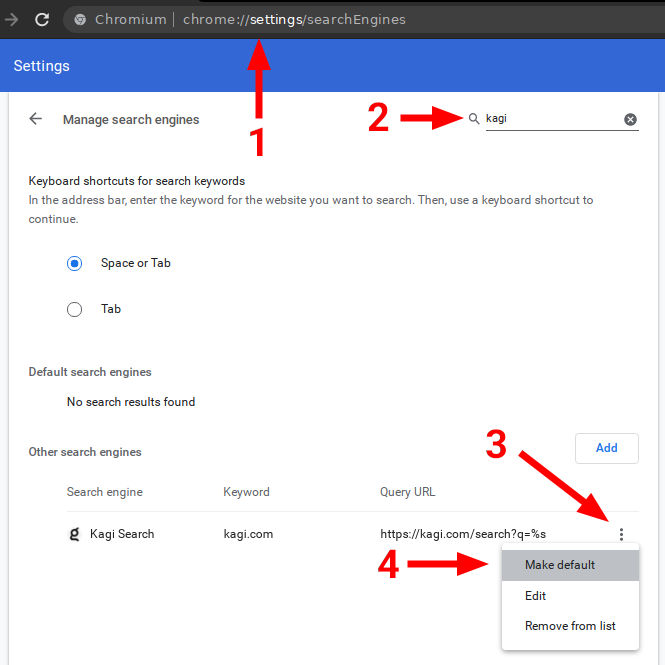 Chromium | chrome://settings/searchEngines
Settings
Manage search engines
2
kagi
1
Keyboard shortcuts for search keywords
In the address bar, enter the keyword for the website you want to search. Then, use a keyboard shortcut to
continue.
Space or Tab
Tab
Default search engines
No search results found
3
Other search engines
Add
Search engine Keyword Query URL
g Kagi Search kagi.com https://kagi.com/search?q=%s
4
Make default
Edit
Remove from list